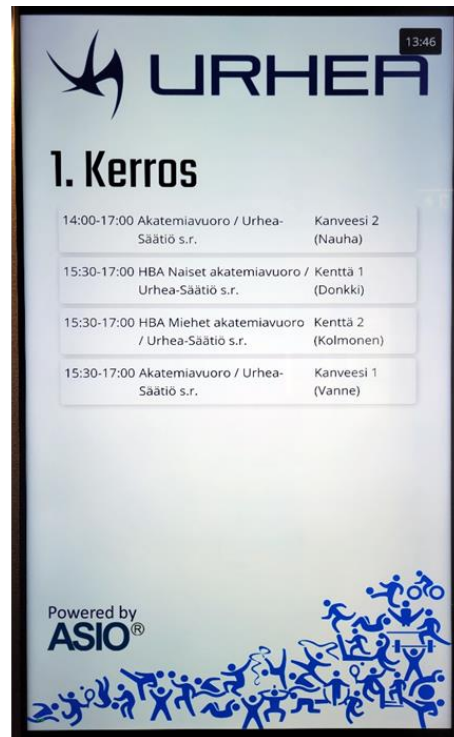 13:46
URHEA
1. Kerros
14:00-17:00 Akatemiavuoro / Urhea- Kanveesi 2
Säätiö s.r. (Nauha)
15:30-17:00 HBA Naiset akatemiavuoro / Kenttä 1
Urhea-Säätiö s.r. (Donkki)
15:30-17:00 HBA Miehet akatemiavuoro Kenttä 2
/ Urhea-Säätiö s.r. (Kolmonen)
15:30-17:00 Akatemiavuoro / Urhea- Kanveesi 1
Säätiö s.r. (Vanne)
Powered by
ASIO®